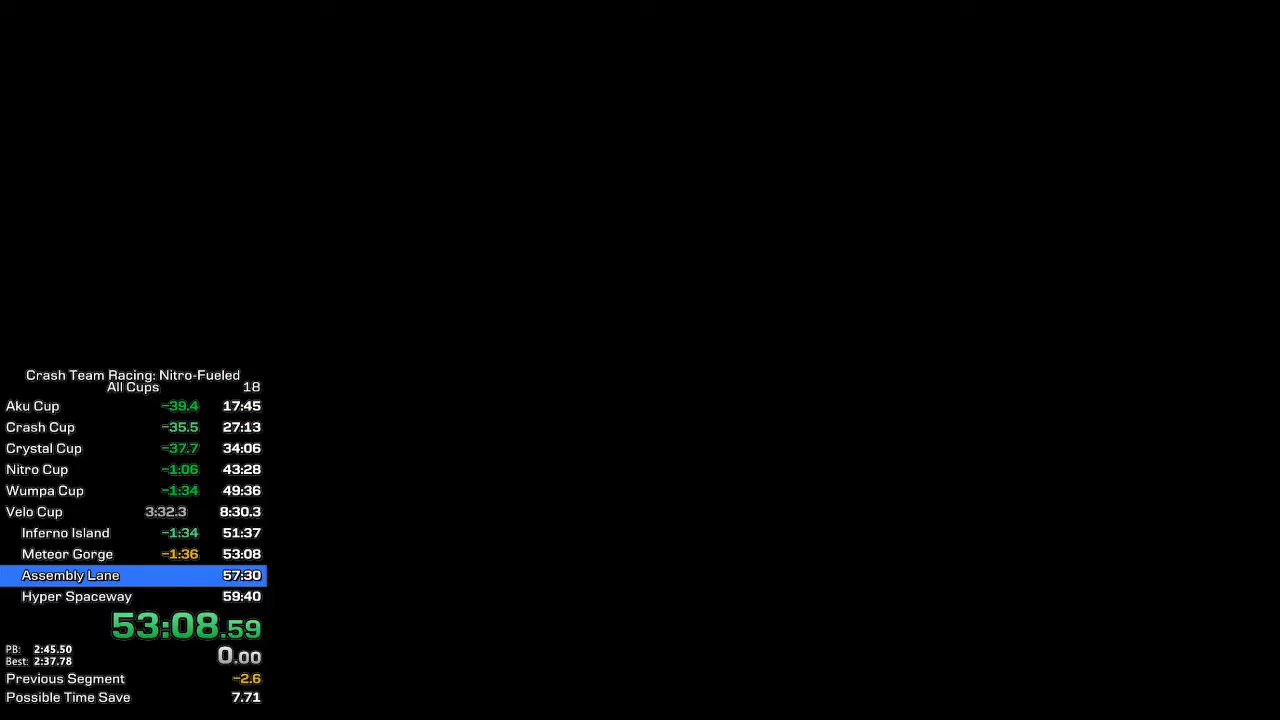 Crash Team Racing: Nitro-Fueled
All Cups 18
Aku Cup -39.4 17:45
Crash Cup -35.5 27:13
Crystal Cup -37.7 34:06
Nitro Cup -1:06 43:28
Wumpa Cup -1:34 49:36
Velo Cup 3:32.3 8:30.3
Inferno Island -1:34 51:37
Meteor Gorge -1:36 53:08
Assembly Lane 57:30
Hyper Spaceway 59:40
53:08.59
PB: 2:45.50
Best: 2:37.78
0.00
Previous Segment -2.6
Possible Time Save 7.71